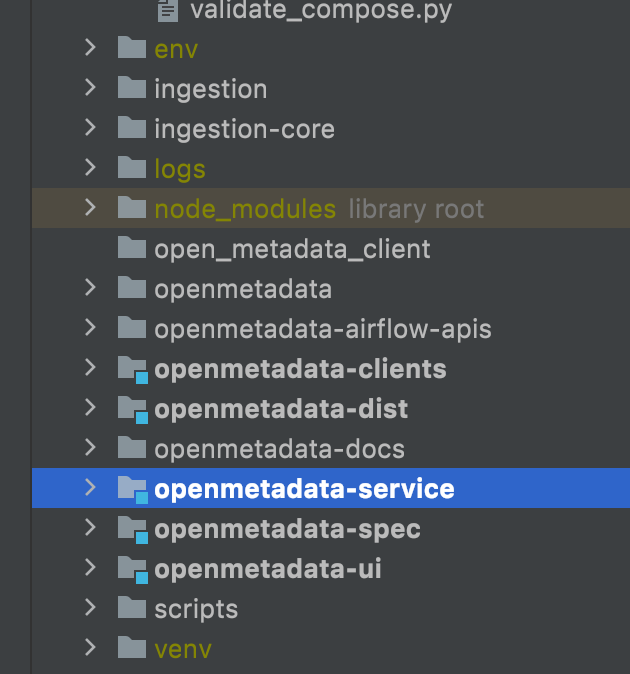 validate_compose.py
env
ingestion
ingestion-core
logs
node_modules library root
open_metadata_client
openmetadata
openmetadata-airflow-apis
openmetadata-clients
openmetadata-dist
openmetadata-docs
openmetadata-service
openmetadata-spec
openmetadata-ui
scripts
venv